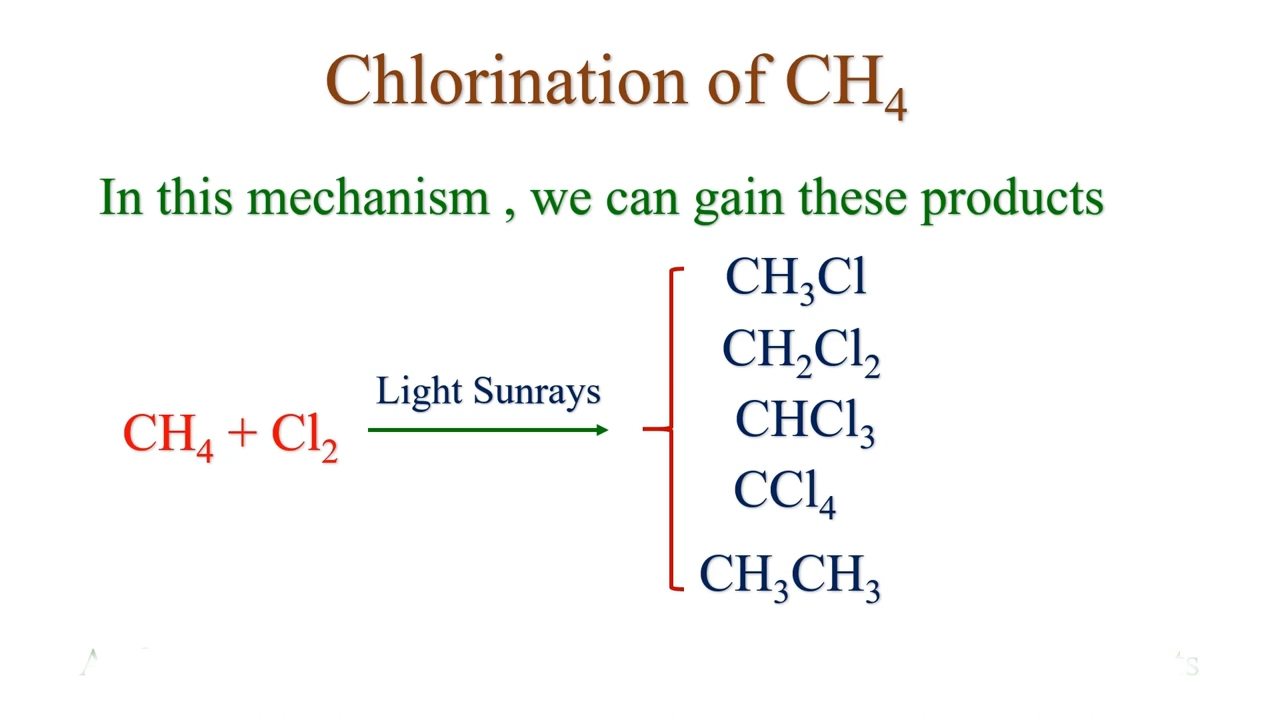 Chlorination of CH₄
In this mechanism , we can gain these products
CH₃Cl
CH₂Cl₂
Light Sunrays
CH₄ + Cl₂
CHCl₃
CCl₄
CH₃CH₃